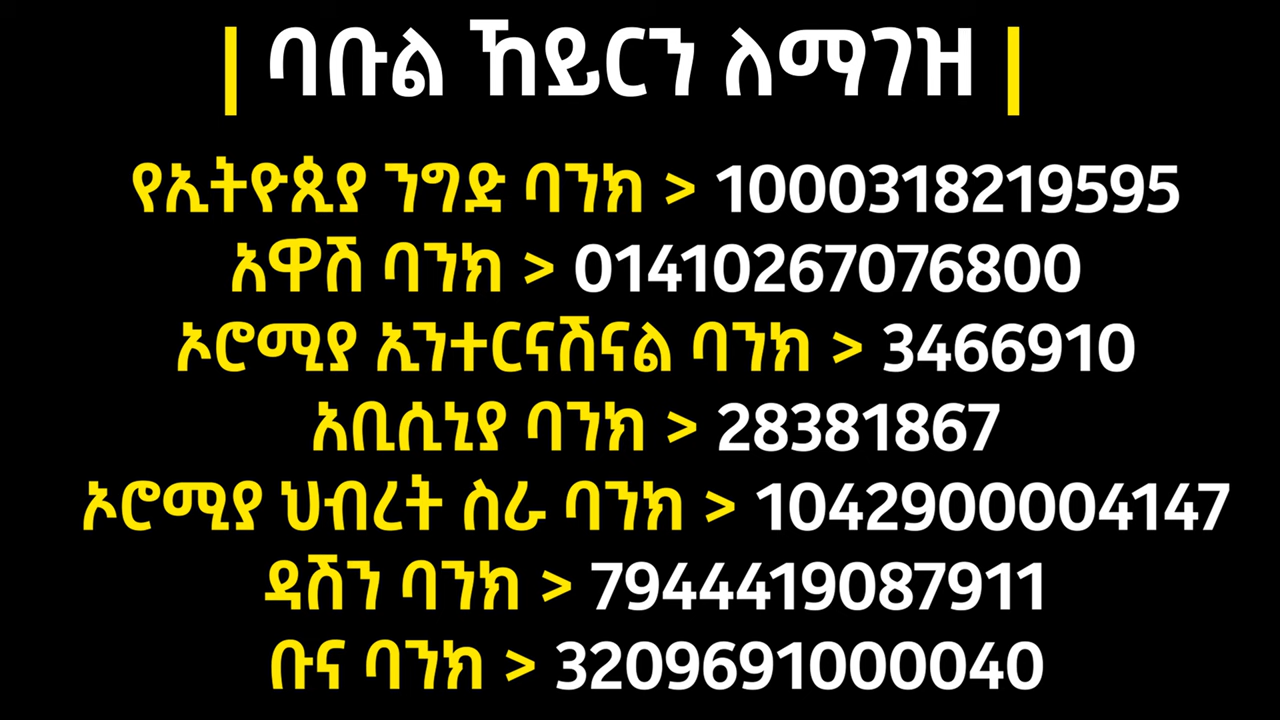 | ባቡል ኸይርን ለማገዝ |
የኢትዮጲያ ንግድ ባንክ > 1000318219595
አዋሽ ባንክ > 01410267076800
ኦሮሚያ ኢንተርናሽናል ባንክ > 3466910
አቢሲኒያ ባንክ > 28381867
ኦሮሚያ ህብረት ስራ ባንክ > 1042900004147
ዳሽን ባንክ > 7944419087911
ቡና ባንክ > 3209691000040